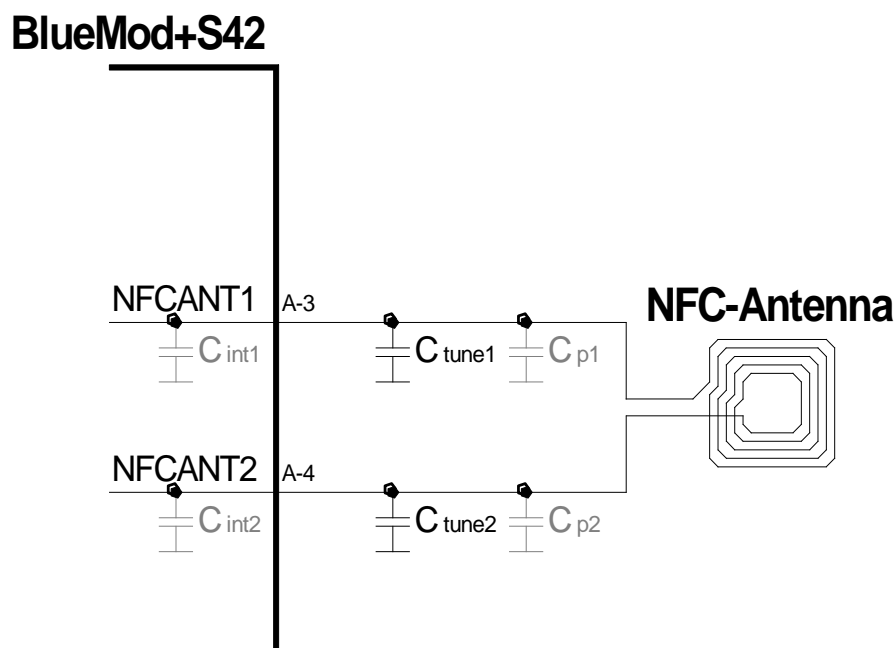 BlueMod+S42
NFCANT1 A-3
NFC-Antenna
C int1 C tune1 C p1
NFCANT2 A-4
C int2 C tune2 C p2